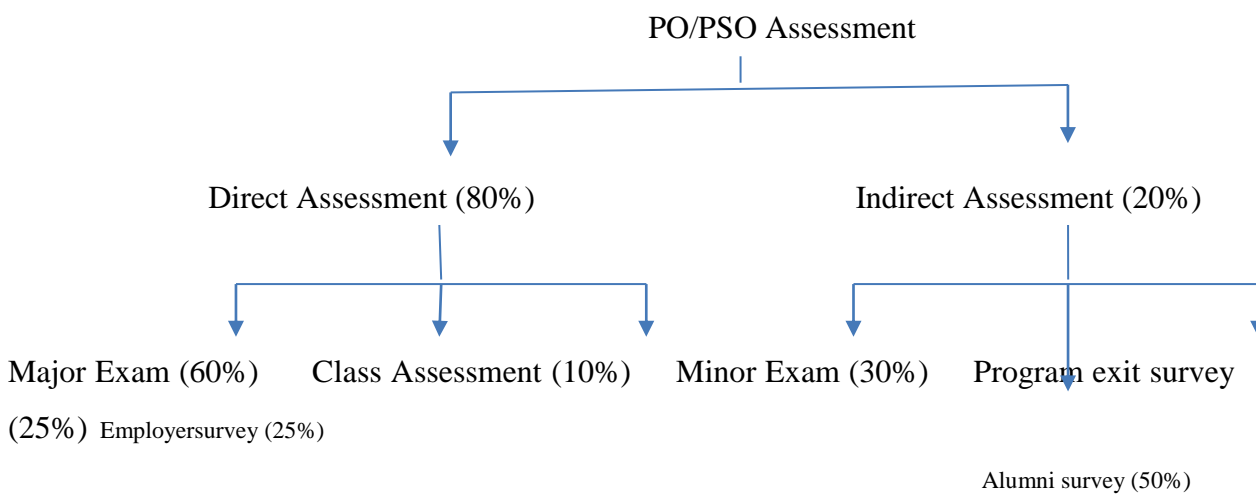 PO/PSO Assessment
Direct Assessment (80%) Indirect Assessment (20%)
Major Exam (60%) Class Assessment (10%) Minor Exam (30%) Program exit survey
(25%) Employersurvey (25%)
Alumni survey (50%)